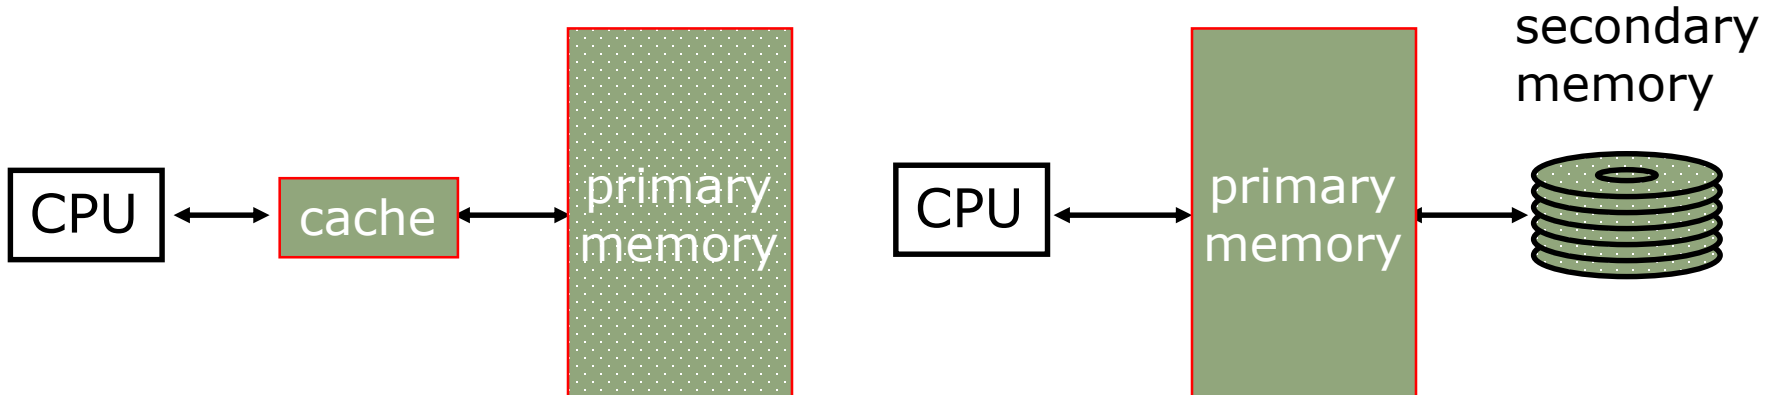 CPU
cache
primary
memory
CPU
primary
memory
secondary
memory